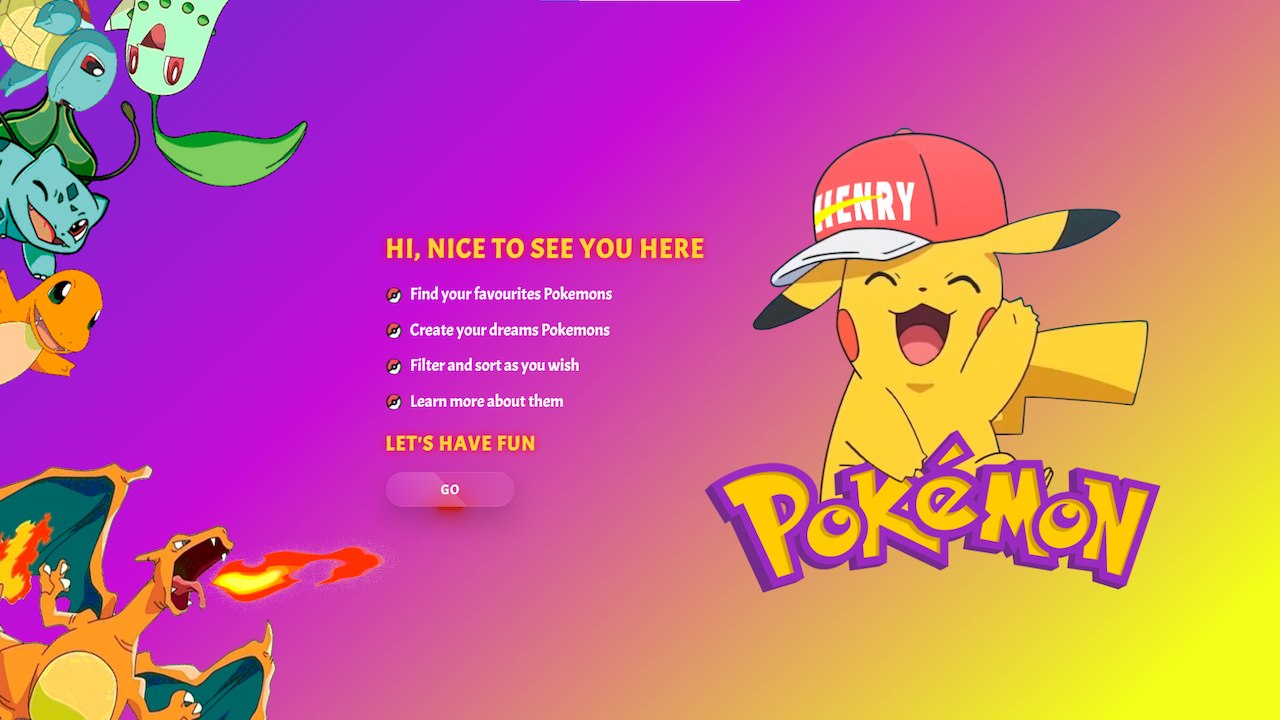 HENRY
HI, NICE TO SEE YOU HERE
Find your favourites Pokemons
Create your dreams Pokemons
Filter and sort as you wish
Learn more about them
LET'S HAVE FUN
GO
POKéMON